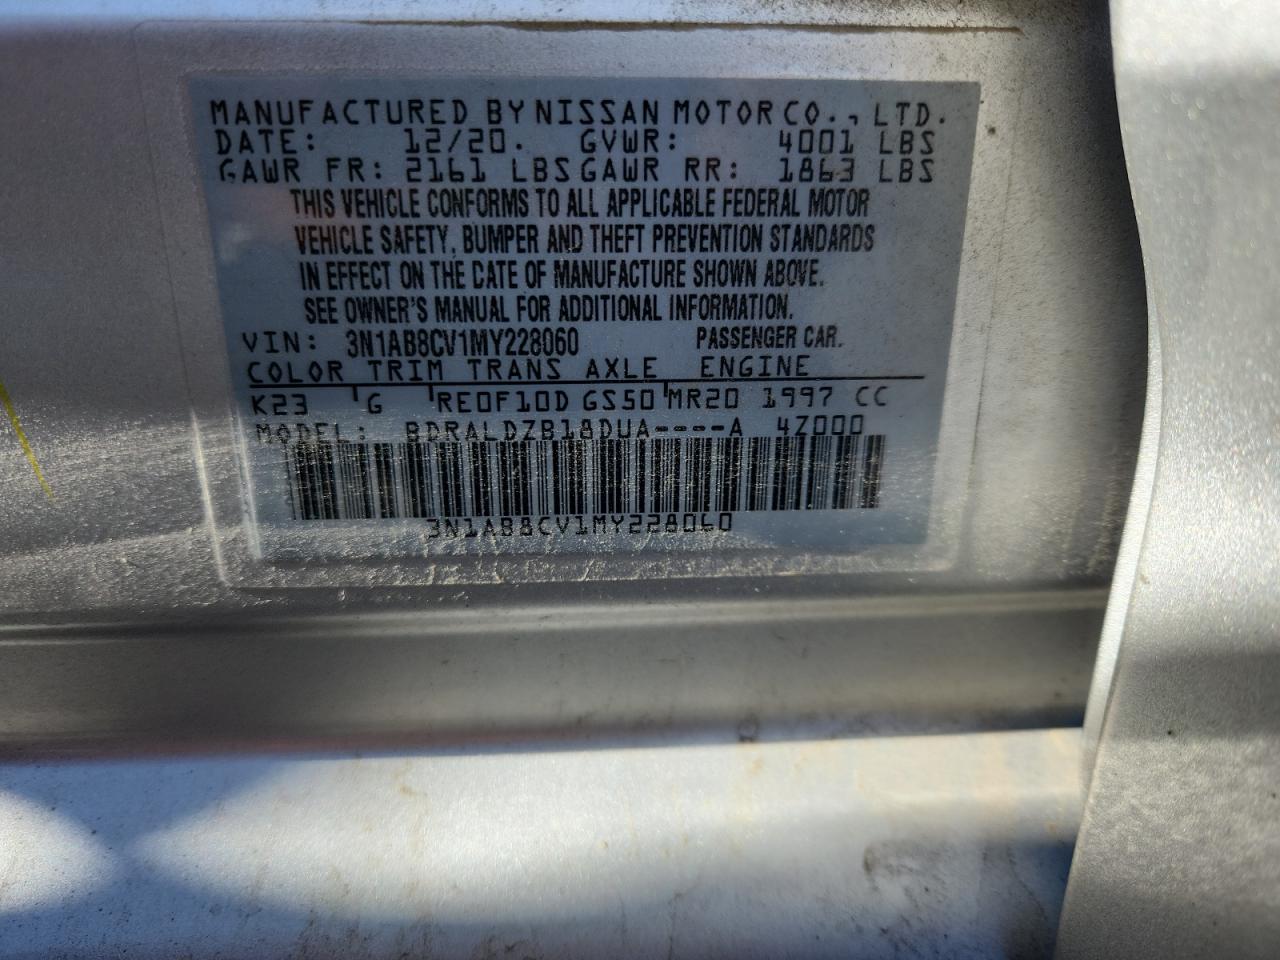 MANUFACTURED BY NISSAN MOTOR CO., LTD.
DATE: 12/20. GVWR: 4001 LBS
GAWR FR: 2161 LBS GAWR RR: 1863 LBS
THIS VEHICLE CONFORMS TO ALL APPLICABLE FEDERAL MOTOR
VEHICLE SAFETY, BUMPER AND THEFT PREVENTION STANDARDS
IN EFFECT ON THE DATE OF MANUFACTURE SHOWN ABOVE.
SEE OWNER'S MANUAL FOR ADDITIONAL INFORMATION.
VIN: 3N1AB8CV1MY228060 PASSENGER CAR.
COLOR TRIM TRANS AXLE ENGINE
K23 G RE0F10D GS50 MR20 1997 CC
MODEL: BDRALDZB18DUA----A 4Z000
3N1AB8CV1MY228060